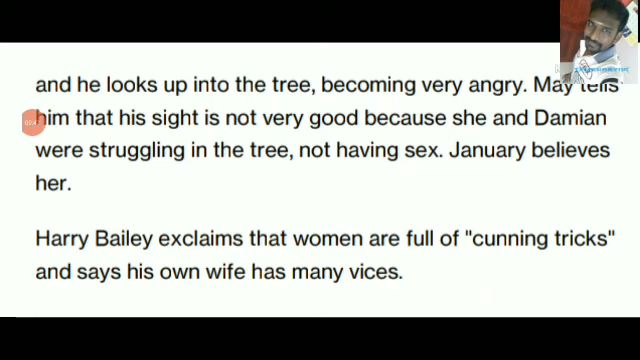 and he looks up into the tree, becoming very angry. May tells
him that his sight is not very good because she and Damian
were struggling in the tree, not having sex. January believes
her.
Harry Bailey exclaims that women are full of "cunning tricks"
and says his own wife has many vices.